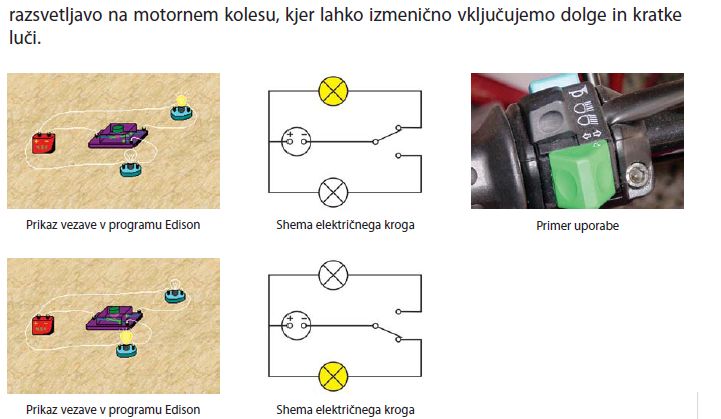 razsvetljavo na motornem kolesu, kjer lahko izmenično vključujemo dolge in kratke
luči.
Prikaz vezave v programu Edison
Shema električnega kroga
Primer uporabe
Prikaz vezave v programu Edison
Shema električnega kroga